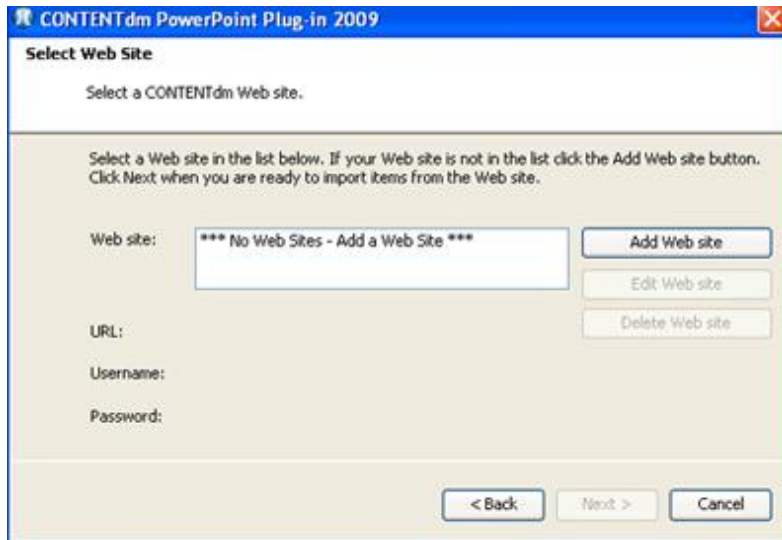 CONTENTdm PowerPoint Plug-in 2009
Select Web Site
Select a CONTENTdm Web site.
Select a Web site in the list below. If your Web site is not in the list click the Add Web site button.
Click Next when you are ready to import items from the Web site.
Web site:
*** No Web Sites - Add a Web Site ***
Add Web site
Edit Web site
Delete Web site
URL:
Username:
Password:
< Back
Next >
Cancel